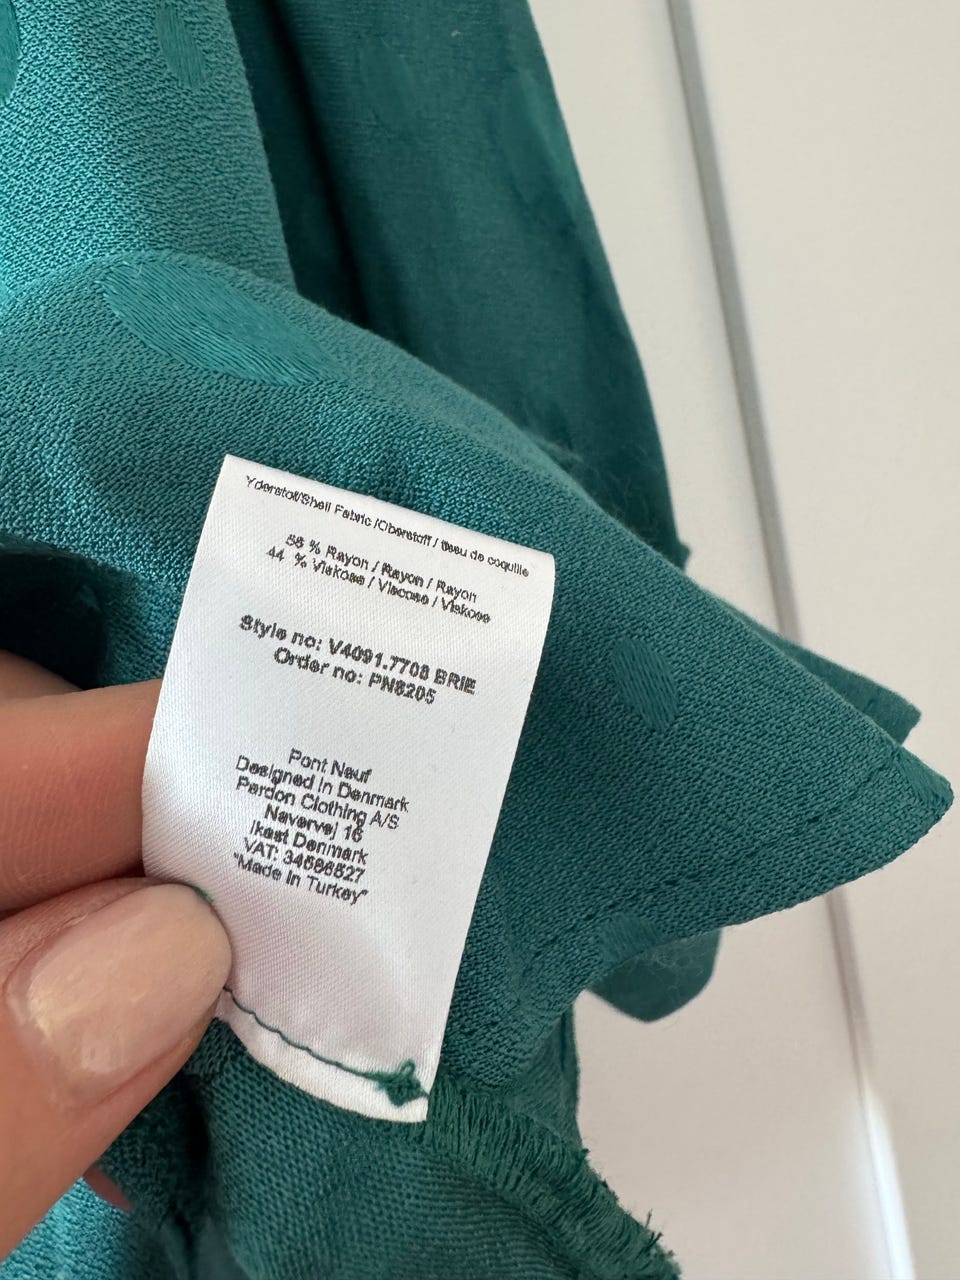 Yderstof/Shell Fabric /Oberstoff / tissu de coquille
56 % Rayon / Rayon / Rayon
44 % Viskose / Viscose / Viskose
Style no: V4091.7708 BRIE
Order no: PN8205
Pont Neuf
Designed in Denmark
Pardon Clothing A/S
Navervej 16
Ikast Denmark
VAT: 34586527
"Made In Turkey"